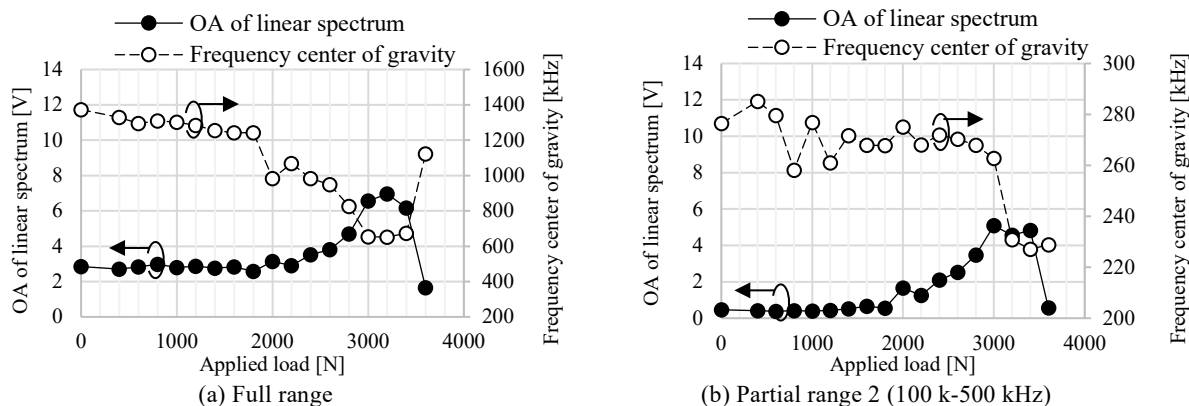 OA of linear spectrum
Frequency center of gravity
OA of linear spectrum [V]
14
12
10
8
6
4
2
0
1600
1400
1200
1000
800
600
400
200
Frequency center of gravity [kHz]
0 1000 2000 3000 4000
Applied load [N]
(a) Full range
OA of linear spectrum
Frequency center of gravity
OA of linear spectrum [V]
14
12
10
8
6
4
2
0
300
280
260
240
220
200
Frequency center of gravity [kHz]
0 1000 2000 3000 4000
Applied load [N]
(b) Partial range 2 (100 k-500 kHz)